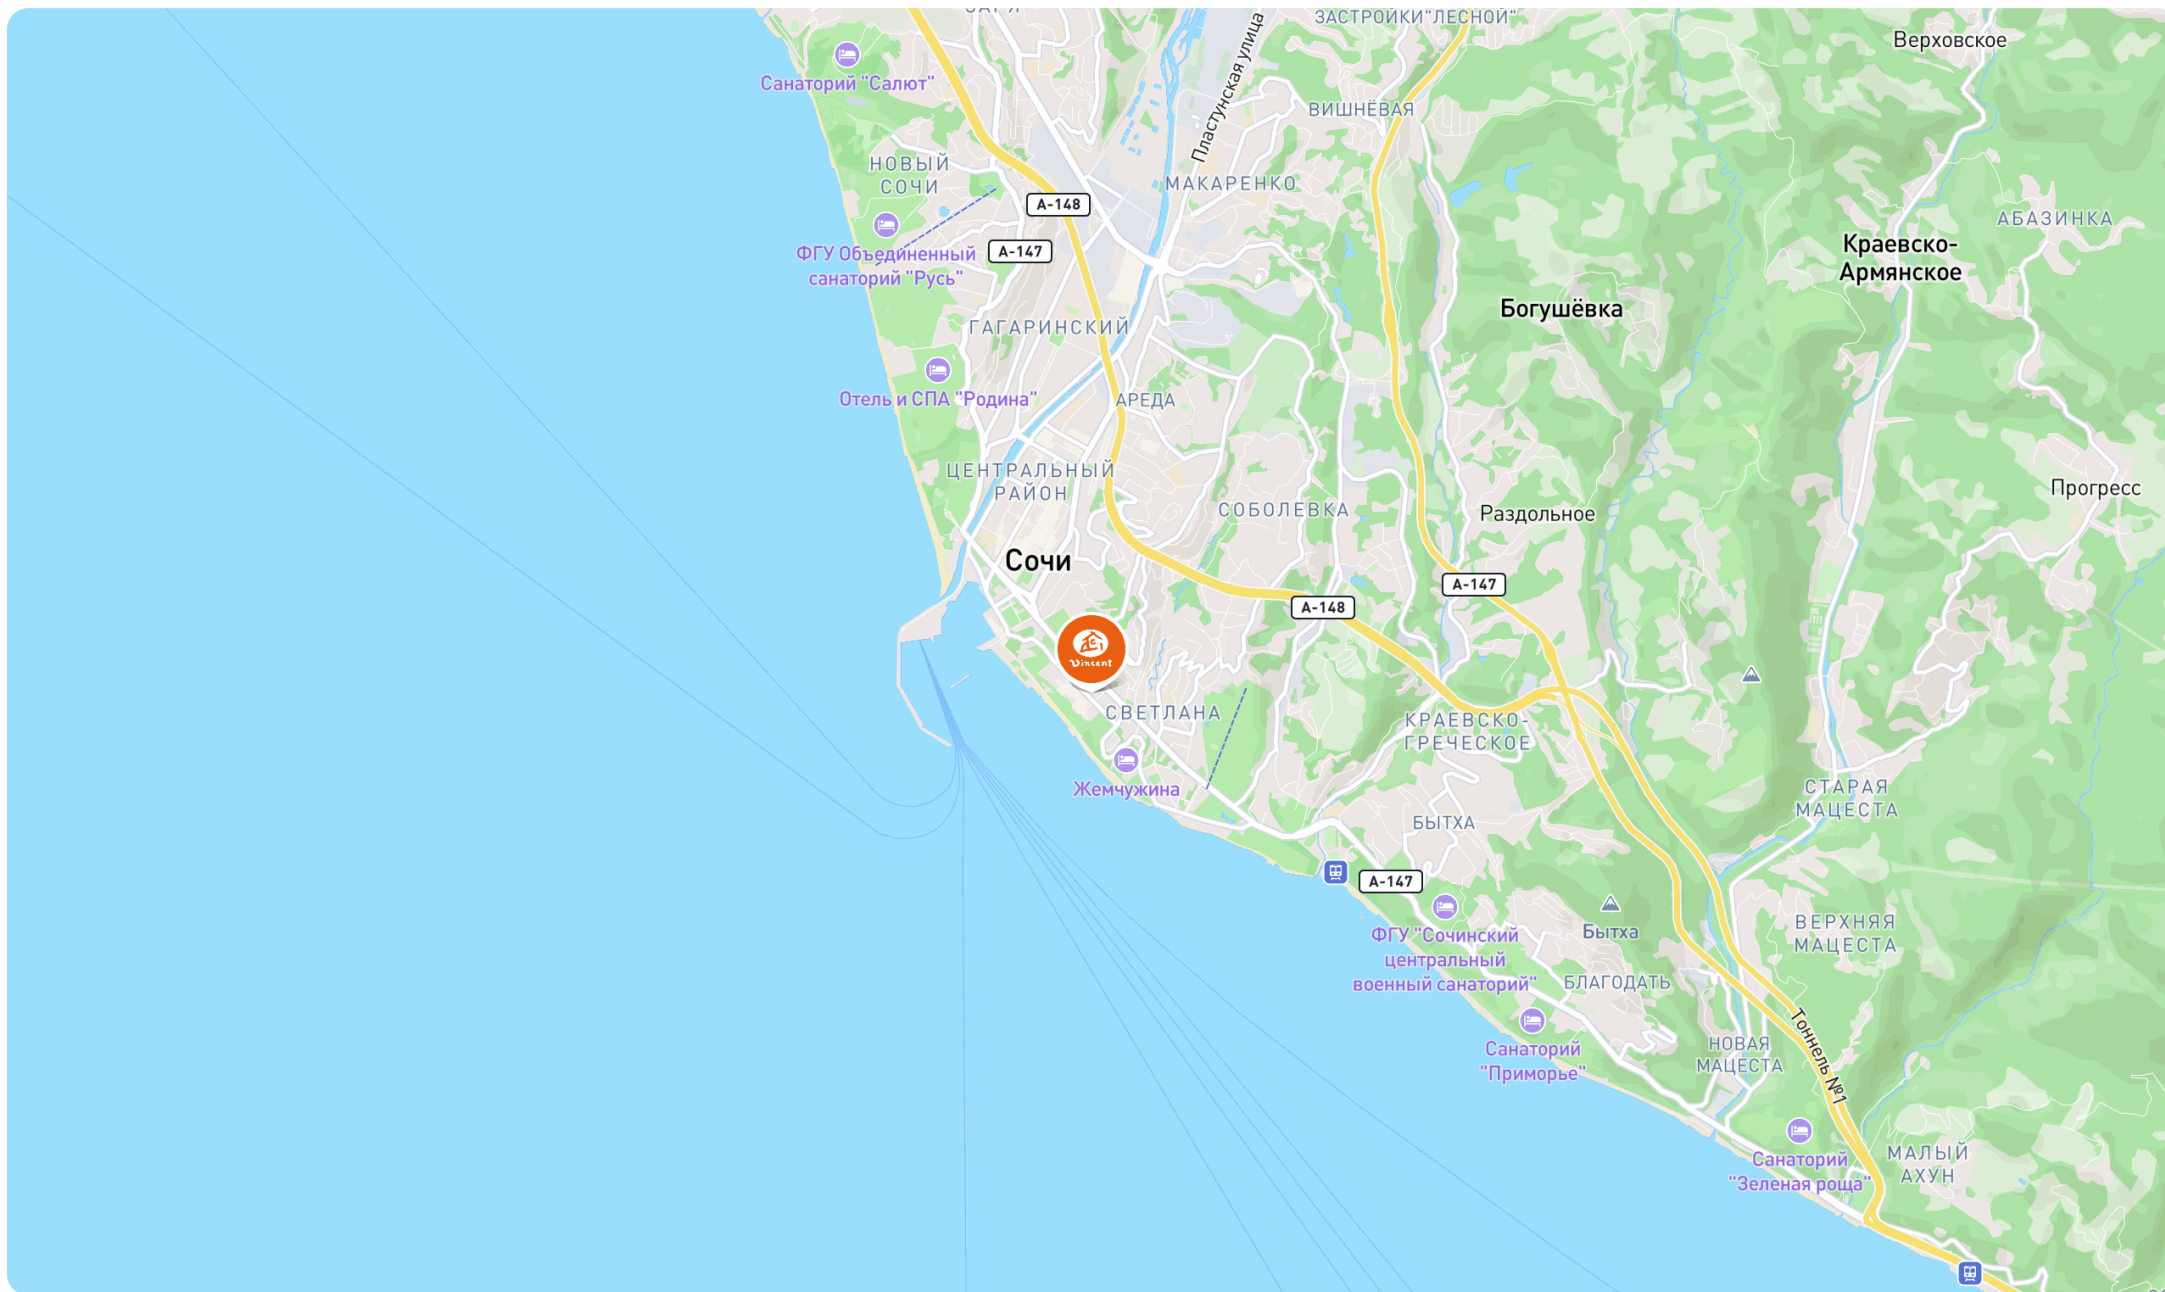 ЗАСТРОЙКИ"ЛЕСНОЙ"
Верховское
Санаторий "Салют"
Пластунская улица
ВИШНЁВАЯ
НОВЫЙ
СОЧИ
МАКАРЕНКО
А-148
АБАЗИНКА
ФГУ Объединенный
санаторий "Русь"
А-147
Краевско-
Армянское
Богушёвка
ГАГАРИНСКИЙ
Отель и СПА "Родина"
АРЕДА
ЦЕНТРАЛЬНЫЙ
РАЙОН
Прогресс
СОБОЛЕВКА
Раздольное
Сочи
А-147
А-148
Vincent
СВЕТЛАНА
КРАЕВСКО-
ГРЕЧЕСКОЕ
Жемчужина
СТАРАЯ
МАЦЕСТА
БЫТХА
А-147
ФГУ "Сочинский
центральный
военный санаторий"
Бытха
ВЕРХНЯЯ
МАЦЕСТА
БЛАГОДАТЬ
Санаторий
"Приморье"
НОВАЯ
МАЦЕСТА
Тоннель №1
Санаторий
"Зеленая роща"
МАЛЫЙ
АХУН